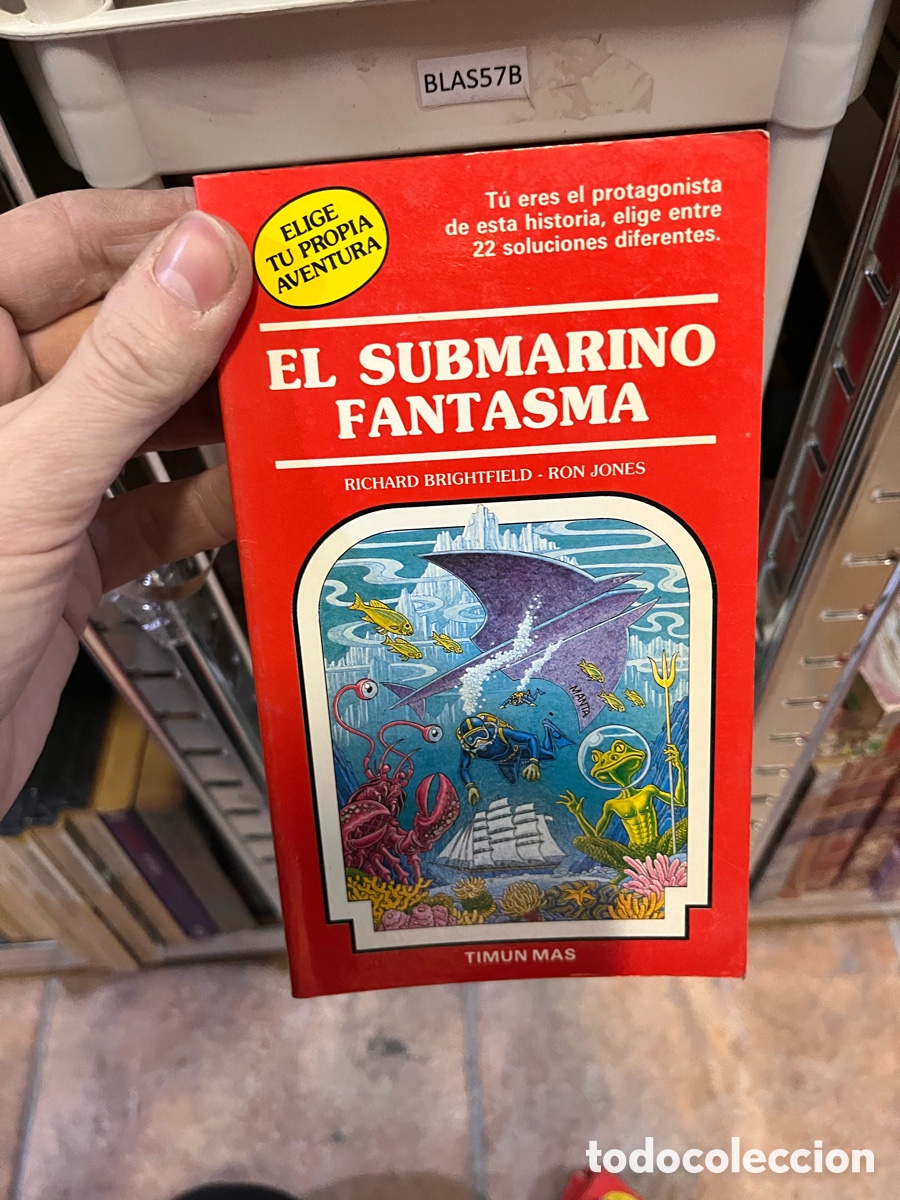 BLAS57B
ELIGE
TU PROPIA
AVENTURA
Tú eres el protagonista
de esta historia, elige entre
22 soluciones diferentes.
EL SUBMARINO
FANTASMA
RICHARD BRIGHTFIELD - RON JONES
MANTA
TIMUN MAS
todocoleccion